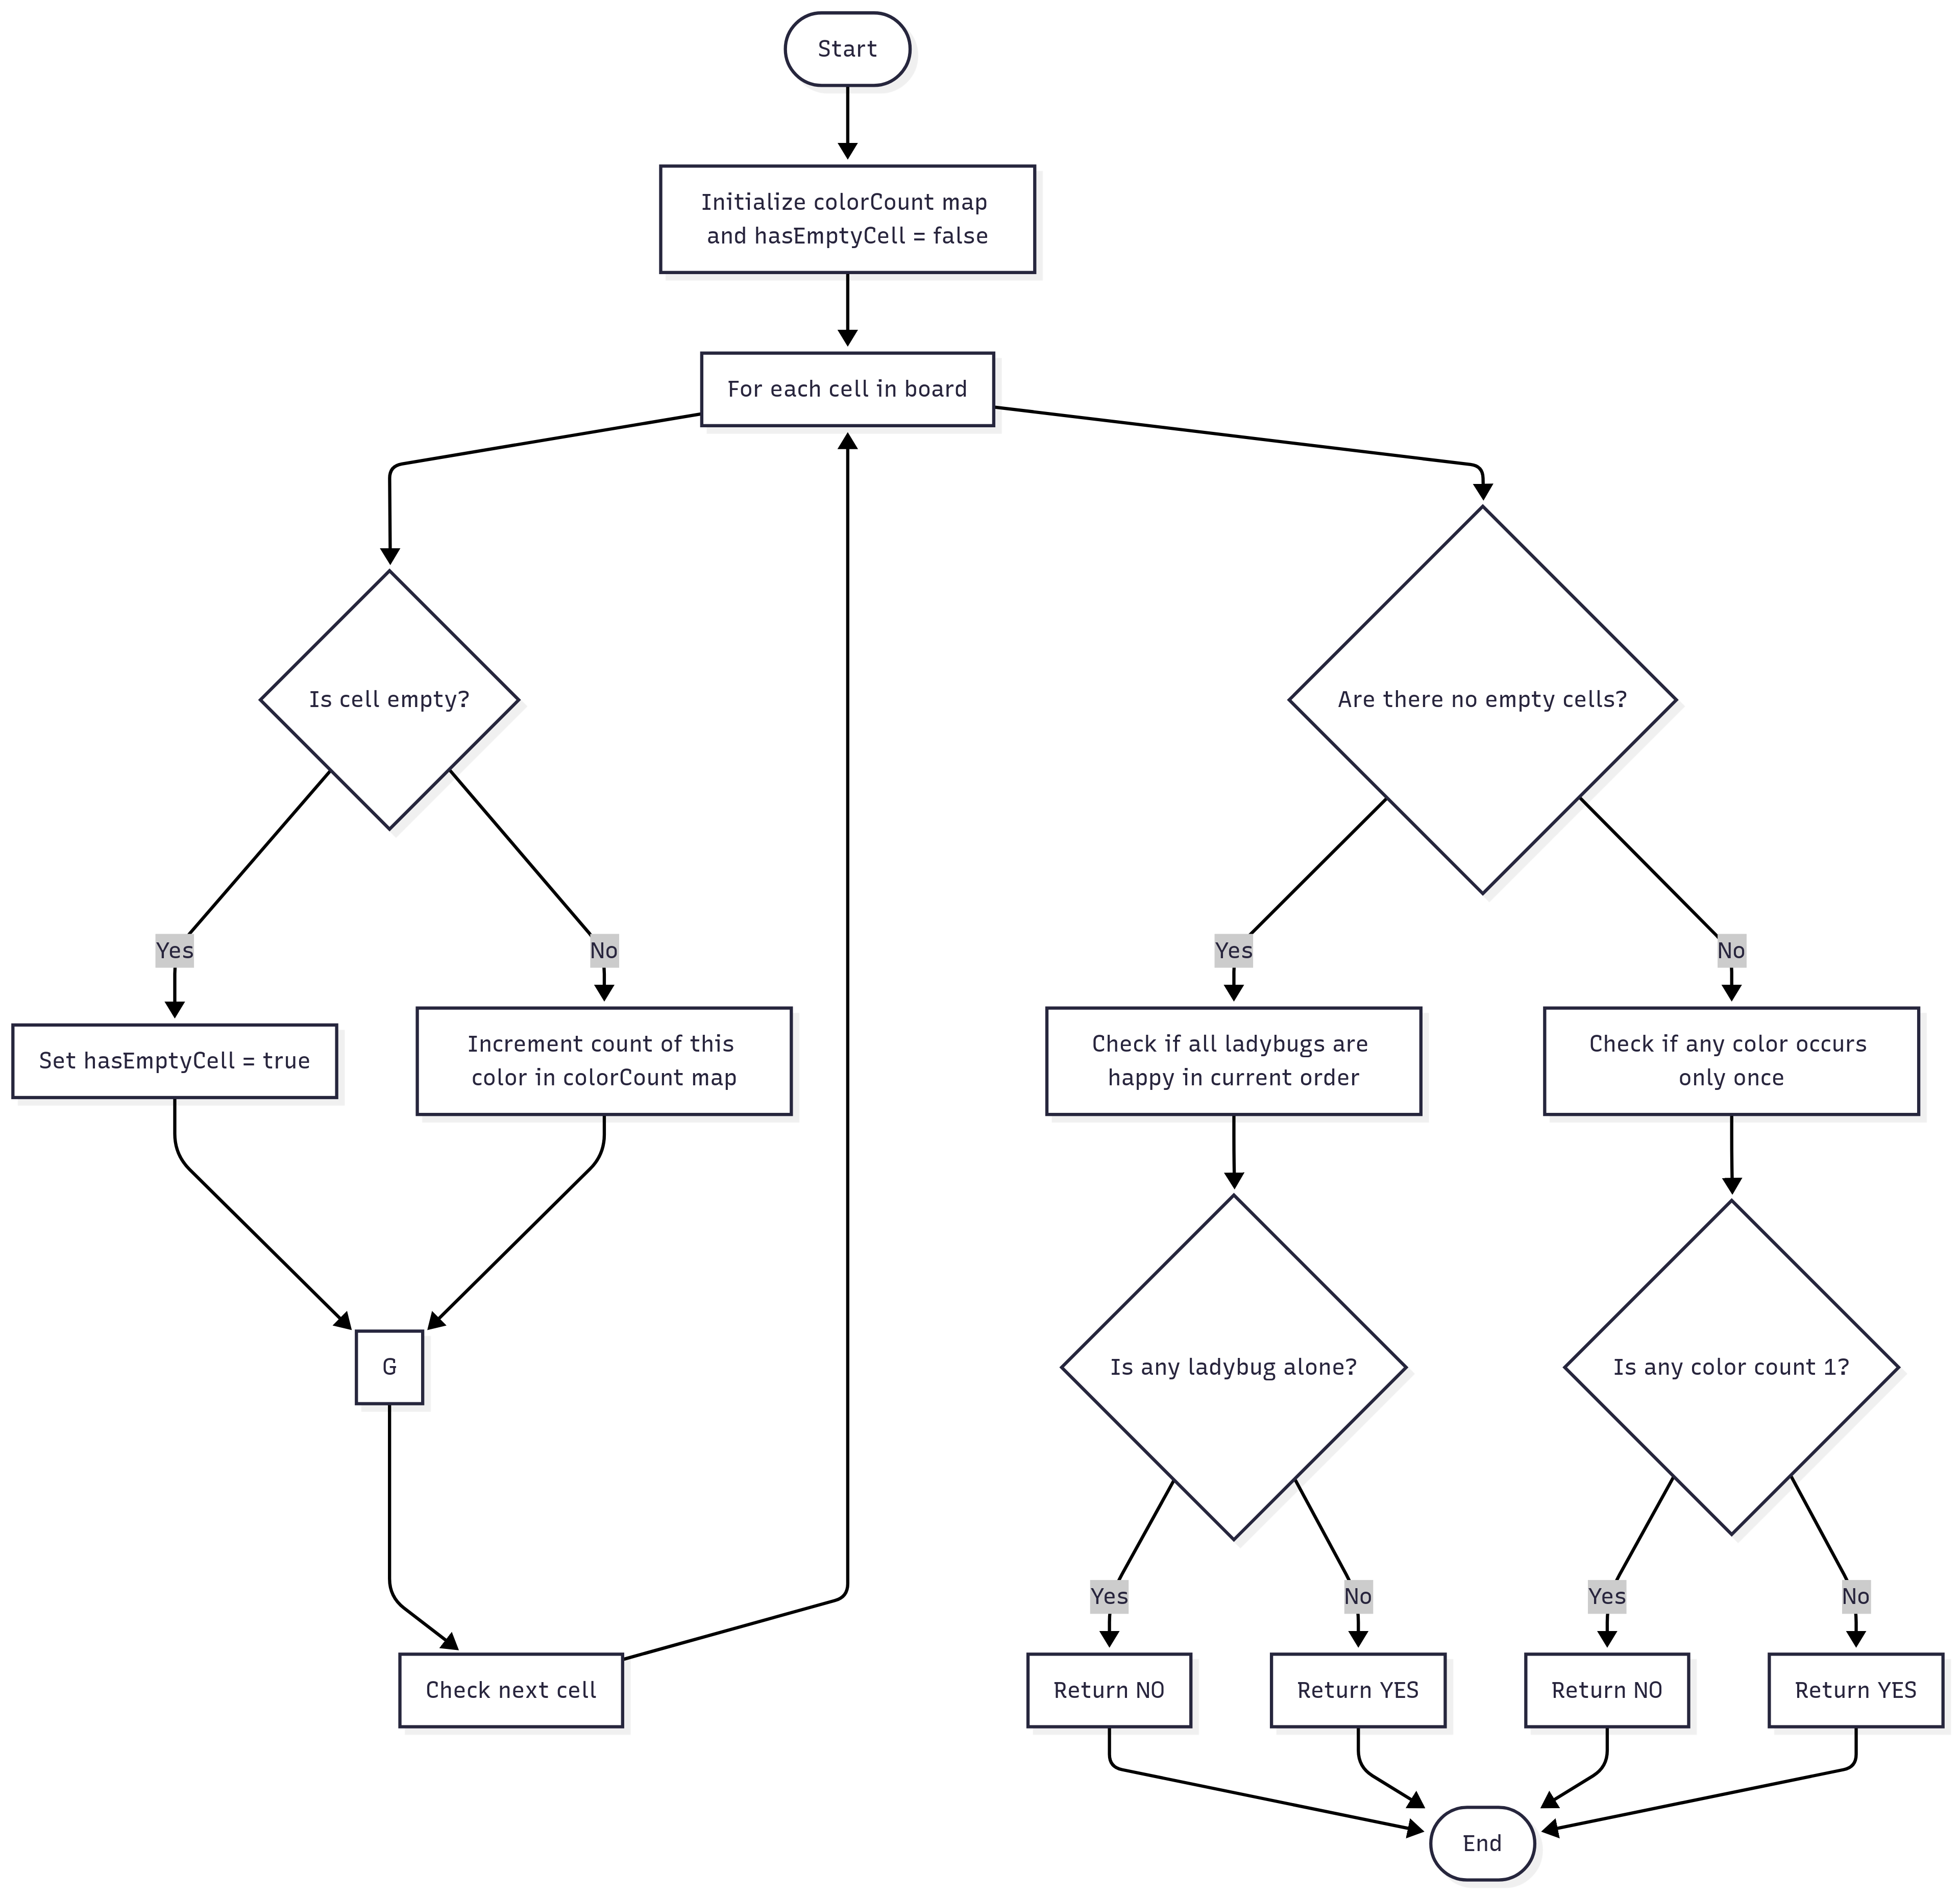 Start
Initialize colorCount map
and hasEmptyCell = false
For each cell in board
Is cell empty?
Are there no empty cells?
Yes
No
Yes
No
Set hasEmptyCell = true
Increment count of this
color in colorCount map
Check if all ladybugs are
happy in current order
Check if any color occurs
only once
G
Is any ladybug alone?
Is any color count 1?
Yes
No
Yes
No
Check next cell
Return NO
Return YES
Return NO
Return YES
End